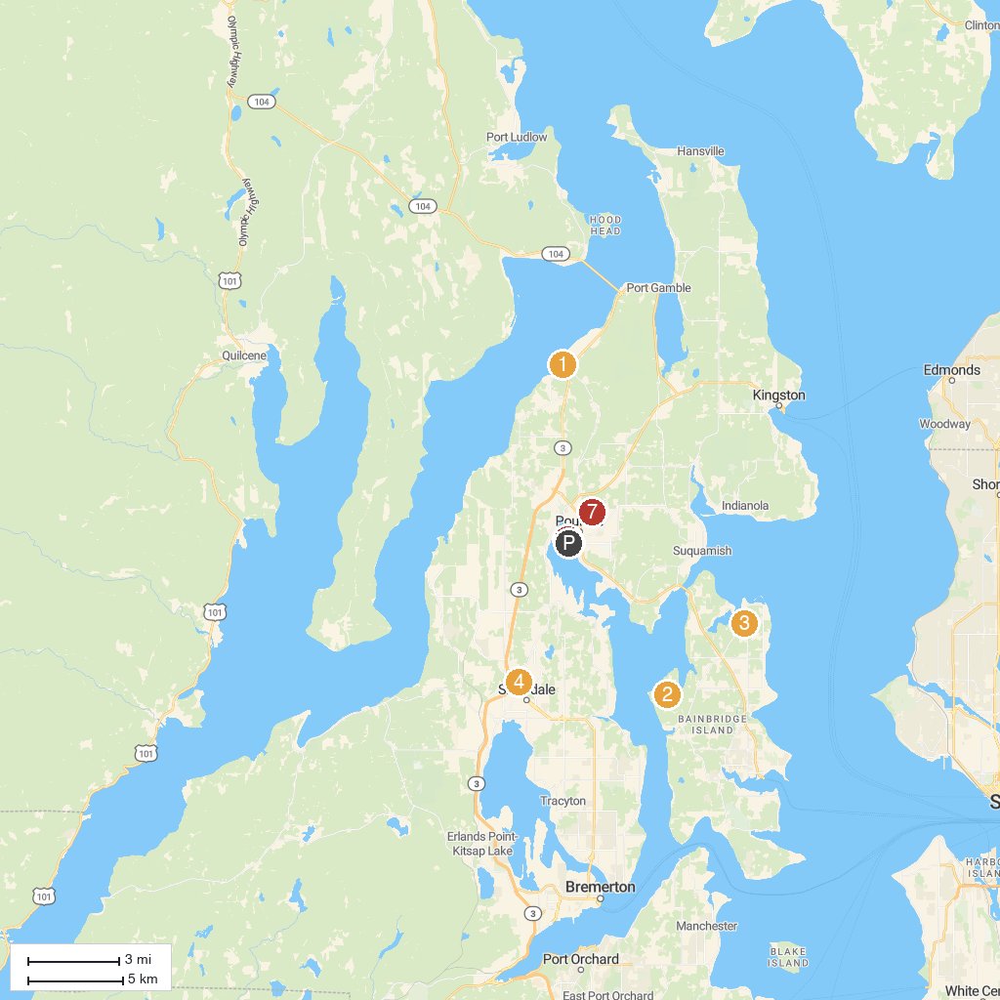 Clinton
Olympic Highway
104
Port Ludlow
Hansville
Olympic Highway
104
HOOD
HEAD
104
101
Port Gamble
Quilcene
1
Edmonds
Kingston
Woodway
3
Indianola
7
P
Suquamish
3
101
3
4
2
BAINBRIDGE
ISLAND
101
3
Tracyton
Erlands Point-
Kitsap Lake
101
Bremerton
3
Manchester
BLAKE
ISLAND
Port Orchard
East Port Orchard
3 mi
5 km